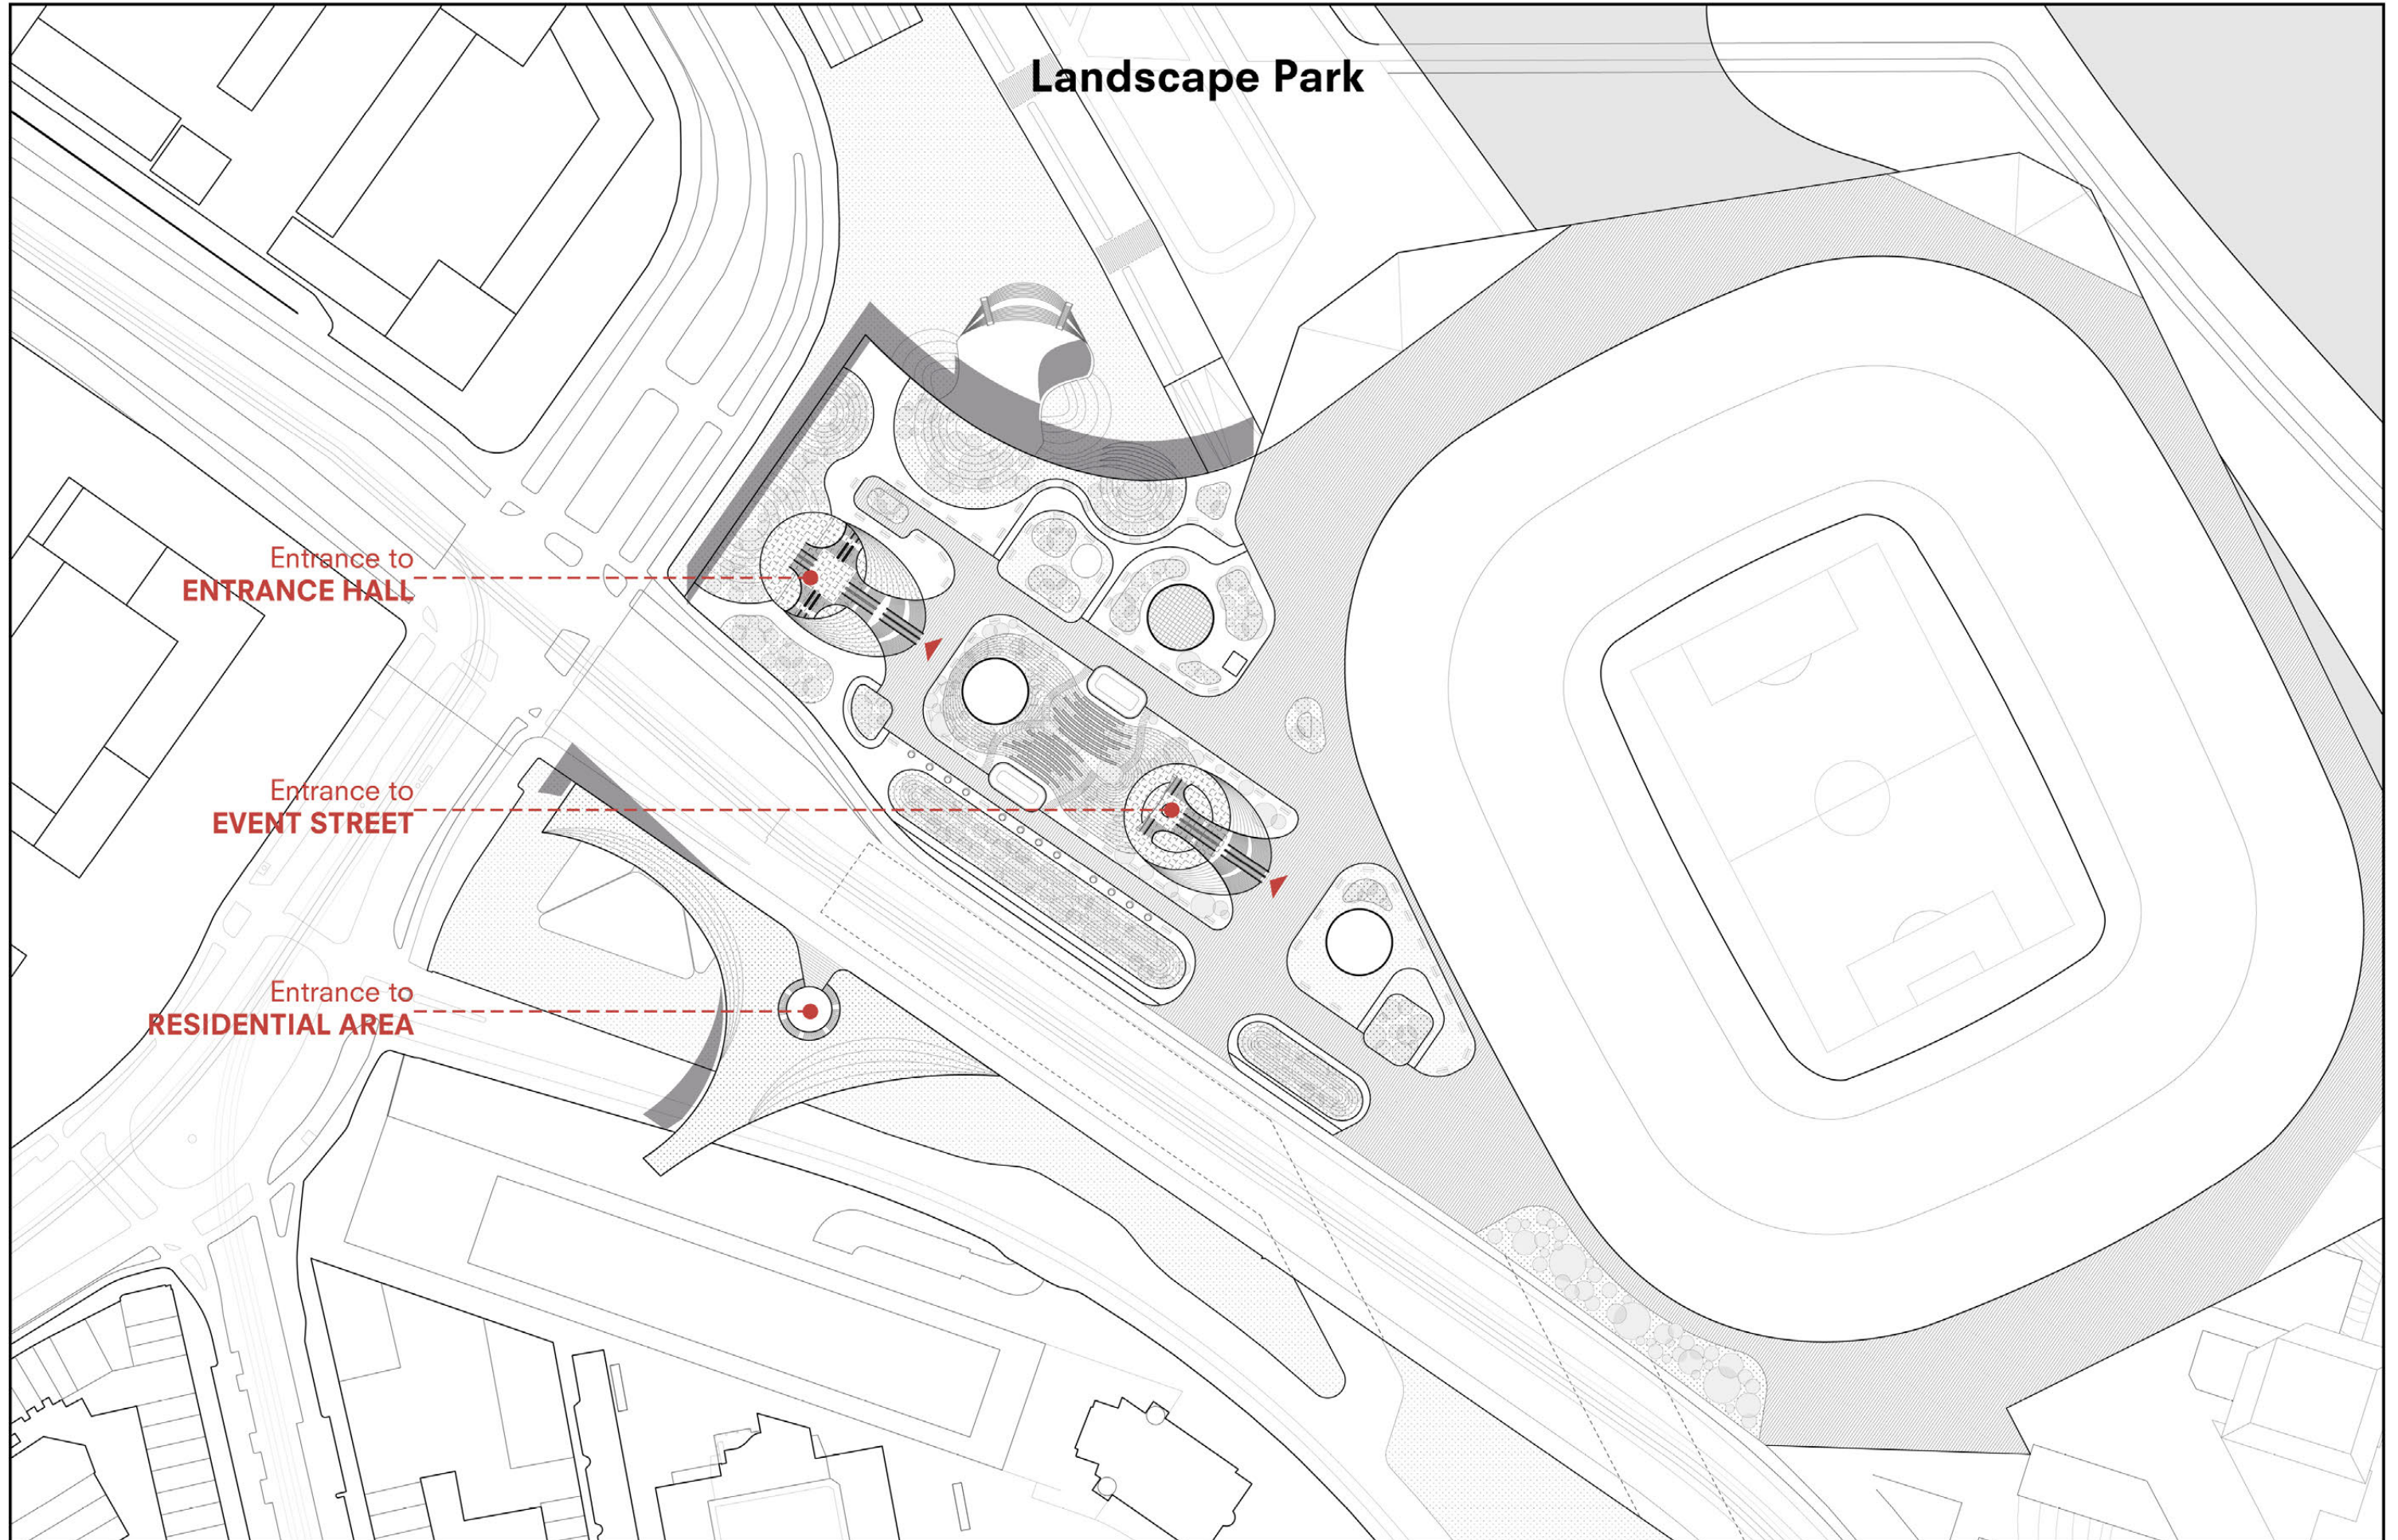 Landscape Park
Entrance to
ENTRANCE HALL
Entrance to
EVENT STREET
Entrance to
RESIDENTIAL AREA